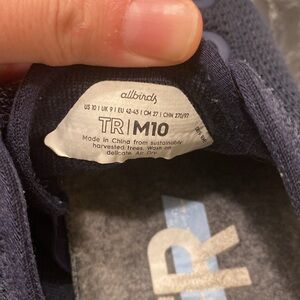 allbirds
US 10 | UK 9 | EU 42-43 | CM 27 | CHN 270/97
TR|M10
Made in China from sustainably
harvested trees. Wash on
delicate. Air Dry.
TR